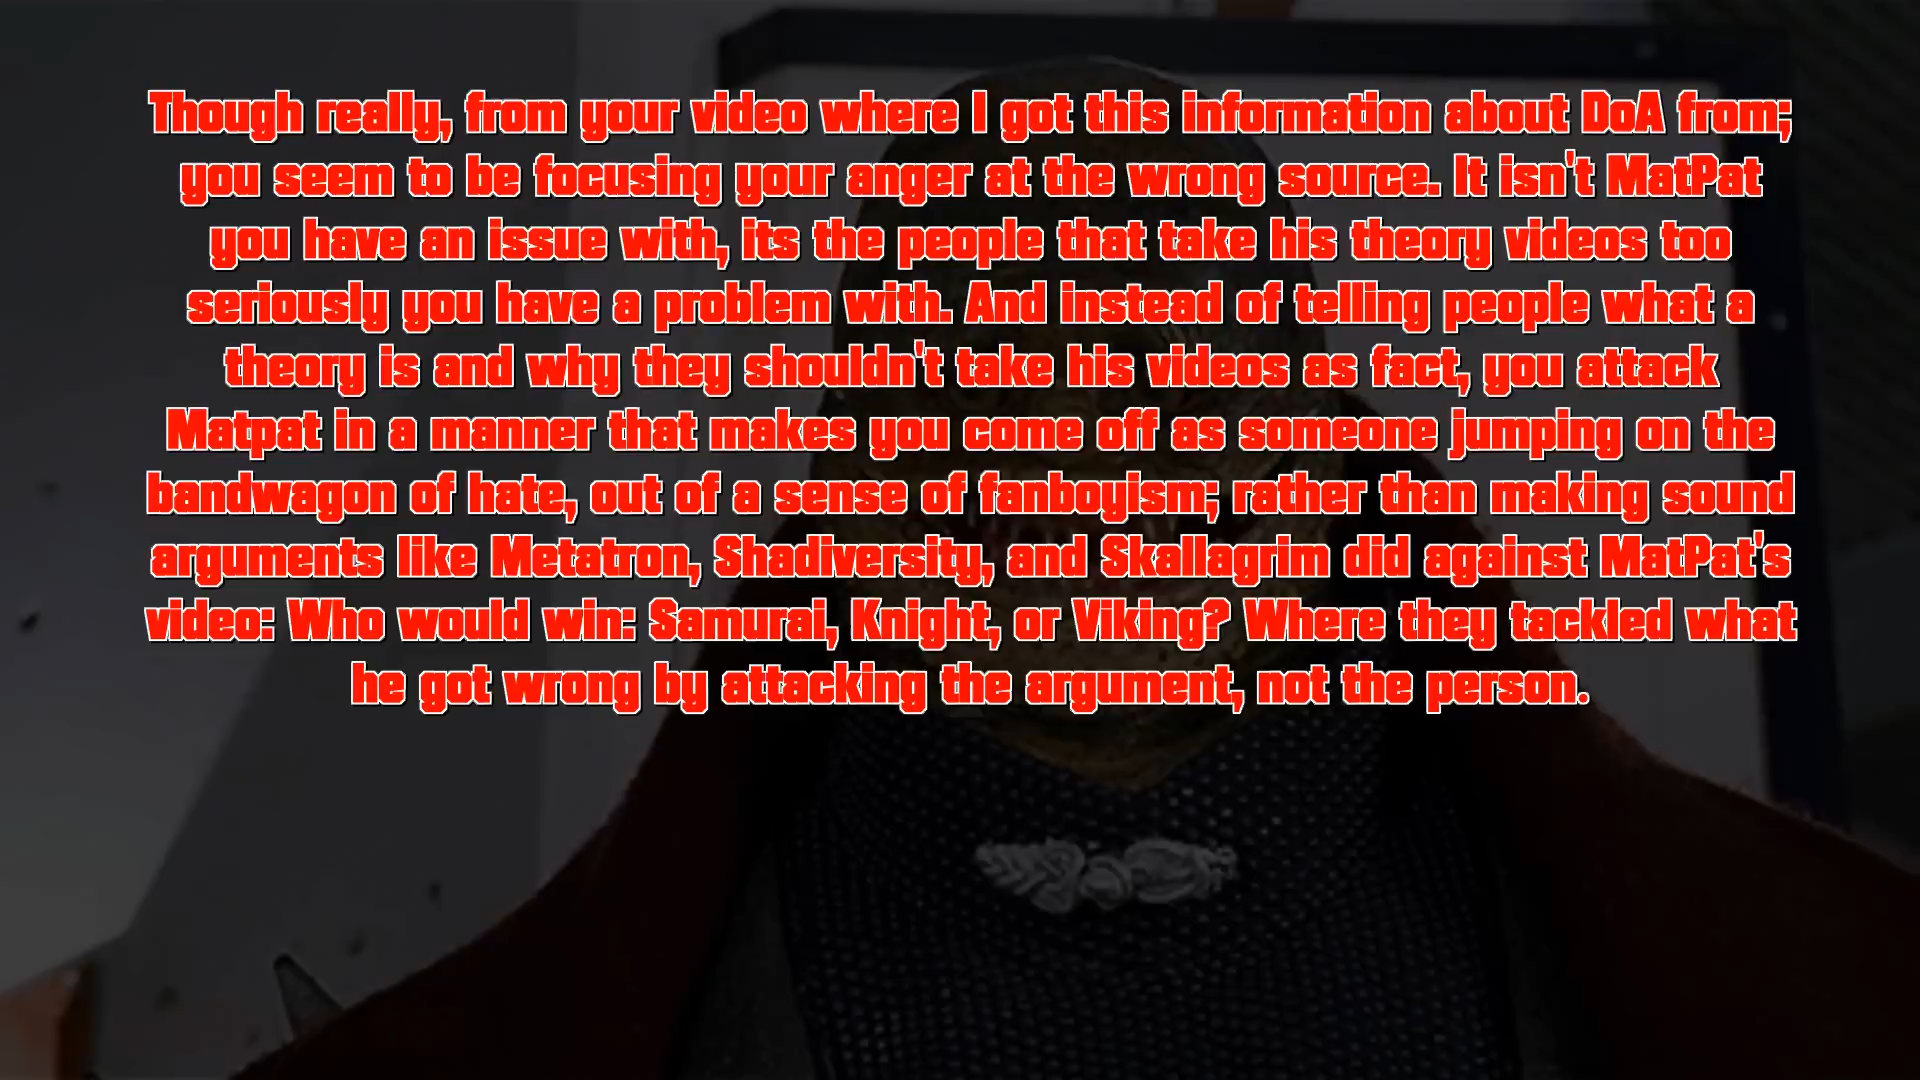 Though really, from your video where I got this information about DoA from;
you seem to be focusing your anger at the wrong source. It isn't MatPat
you have an issue with, its the people that take his theory videos too
seriously you have a problem with. And instead of telling people what a
theory is and why they shouldn't take his videos as fact, you attack
Matpat in a manner that makes you come off as someone jumping on the
bandwagon of hate, out of a sense of fanboyism; rather than making sound
arguments like Metatron, Shadiversity, and Skallagrim did against MatPat's
video: Who would win: Samurai, Knight, or Viking? Where they tackled what
he got wrong by attacking the argument, not the person.